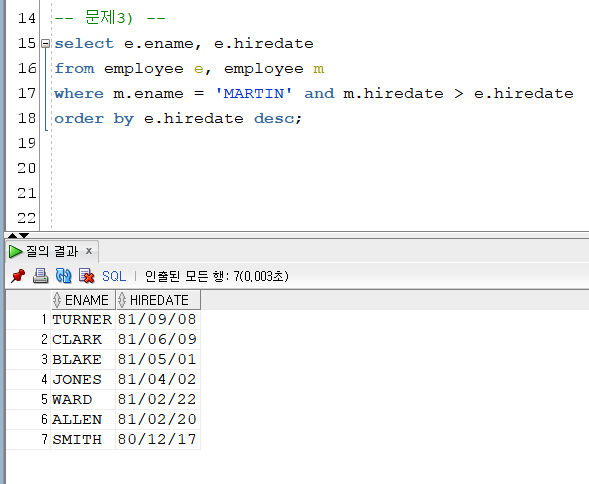 14 -- 문제3) --
15 select e.ename, e.hiredate
16 from employee e, employee m
17 where m.ename = 'MARTIN' and m.hiredate > e.hiredate
18 order by e.hiredate desc;
19
20
21
22
질의 결과 x
SQL | 인출된 모든 행: 7(0,003초)
ENAME HIREDATE
1 TURNER 81/09/08
2 CLARK 81/06/09
3 BLAKE 81/05/01
4 JONES 81/04/02
5 WARD 81/02/22
6 ALLEN 81/02/20
7 SMITH 80/12/17